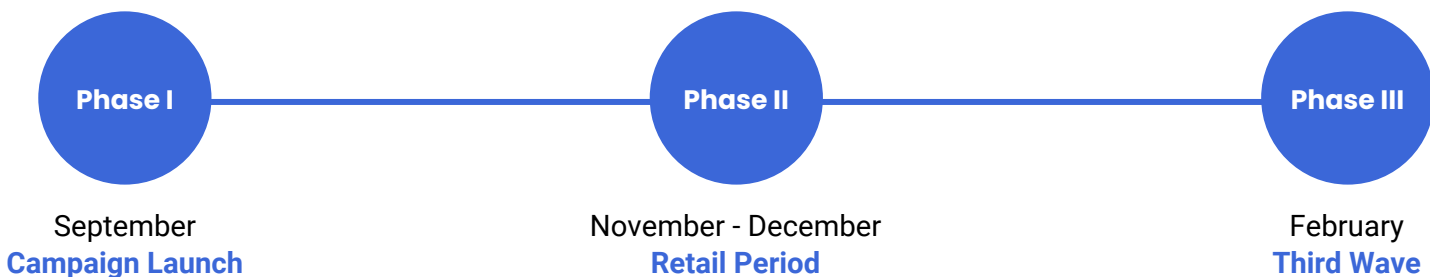 Phase I
Phase II
Phase III
September
November - December
February
Campaign Launch
Retail Period
Third Wave